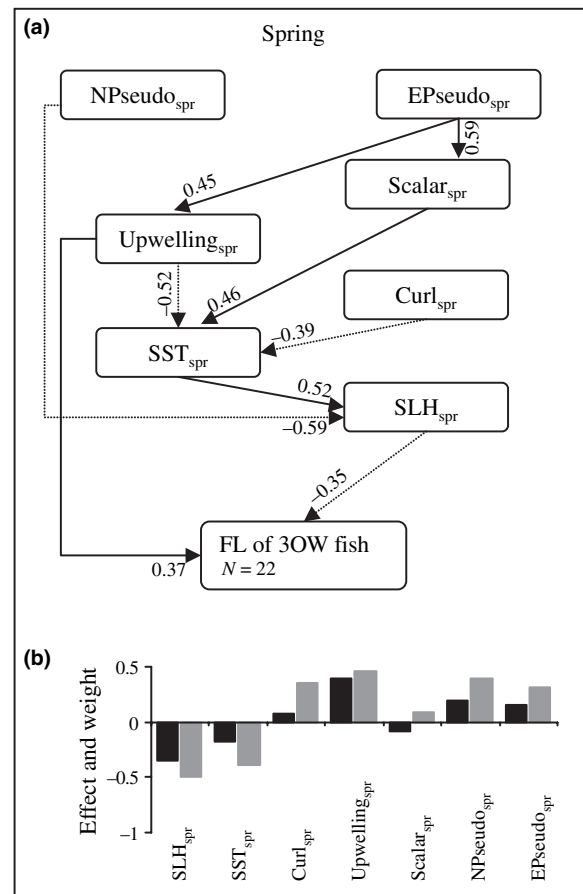 (a)
Spring
NPseudospr
EPseudospr
0.59
0.45
Scalarspr
Upwellingspr
−0.52
0.46
Curlspr
−0.39
SSTspr
0.52
SLHspr
−0.59
−0.35
FL of 3OW fish
N = 22
0.37
(b)
Effect and weight
0.5
0
−0.5
−1
SLHspr
SSTspr
Curlspr
Upwellingspr
Scalarspr
NPseudospr
EPseudospr